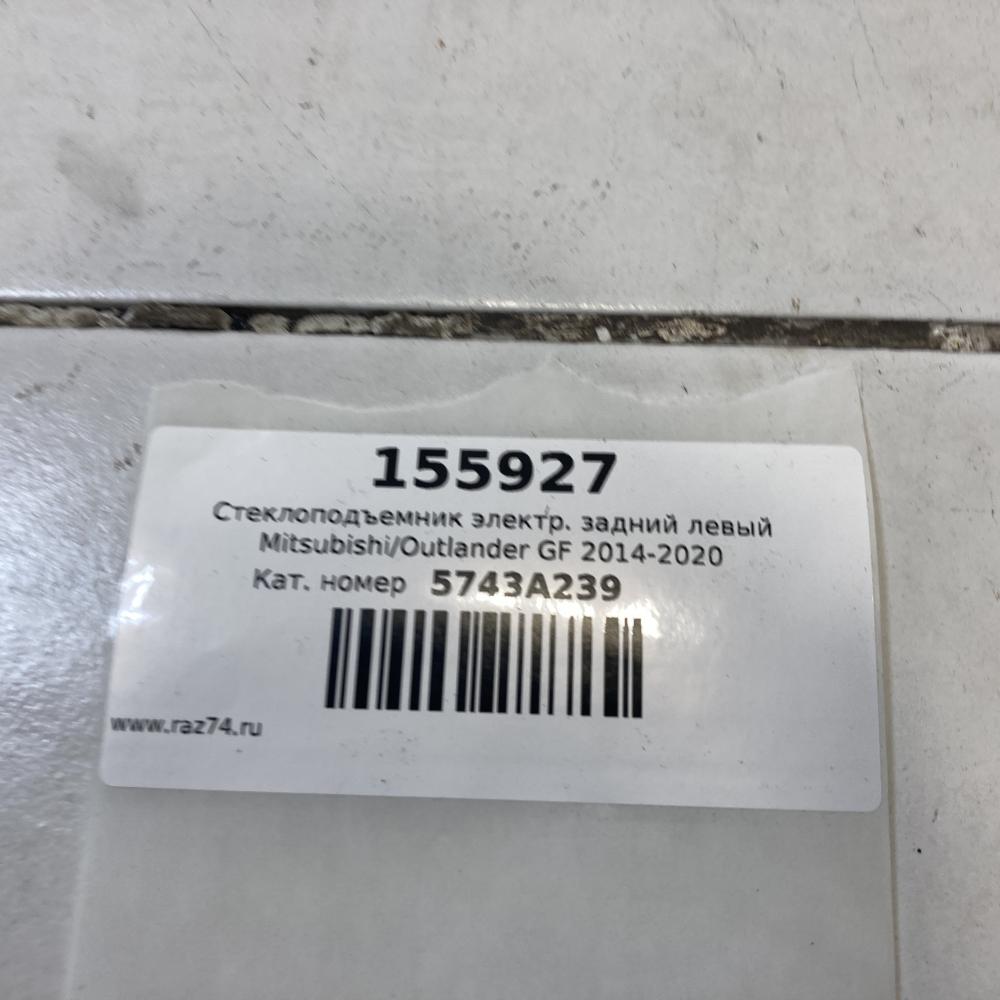 155927
Стеклоподъемник электр. задний левый
Mitsubishi/Outlander GF 2014-2020
Кат. номер 5743A239
www.raz74.ru